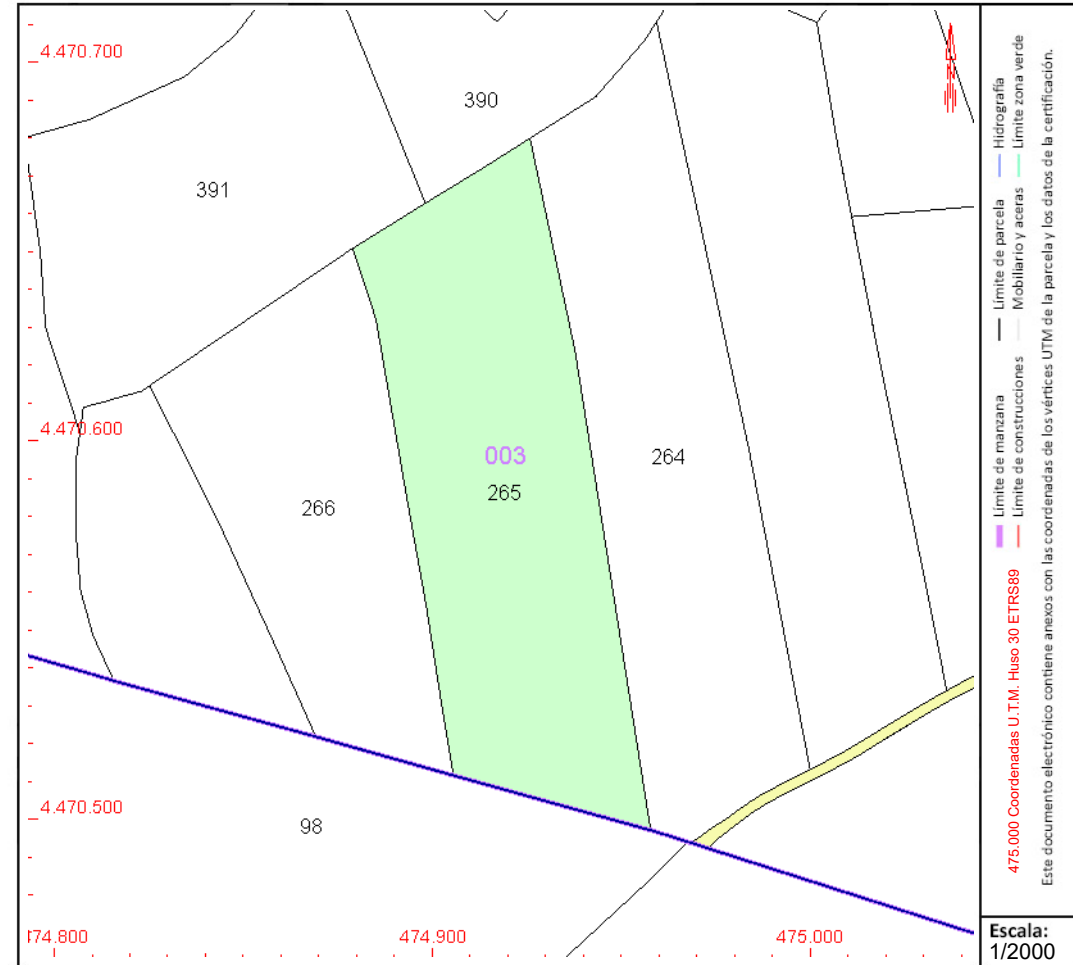 4.470.700
390
391
4.470.600
003
265
264
266
4.470.500
98
474.800
474.900
475.000
Hidrografía
Límite zona verde
Límite de parcela
Mobiliario y aceras
Límite de manzana
Límite de construcciones
475.000 Coordenadas U.T.M. Huso 30 ETRS89
Este documento electrónico contiene anexos con las coordenadas de los vértices UTM de la parcela y los datos de la certificación.
Escala:
1/2000